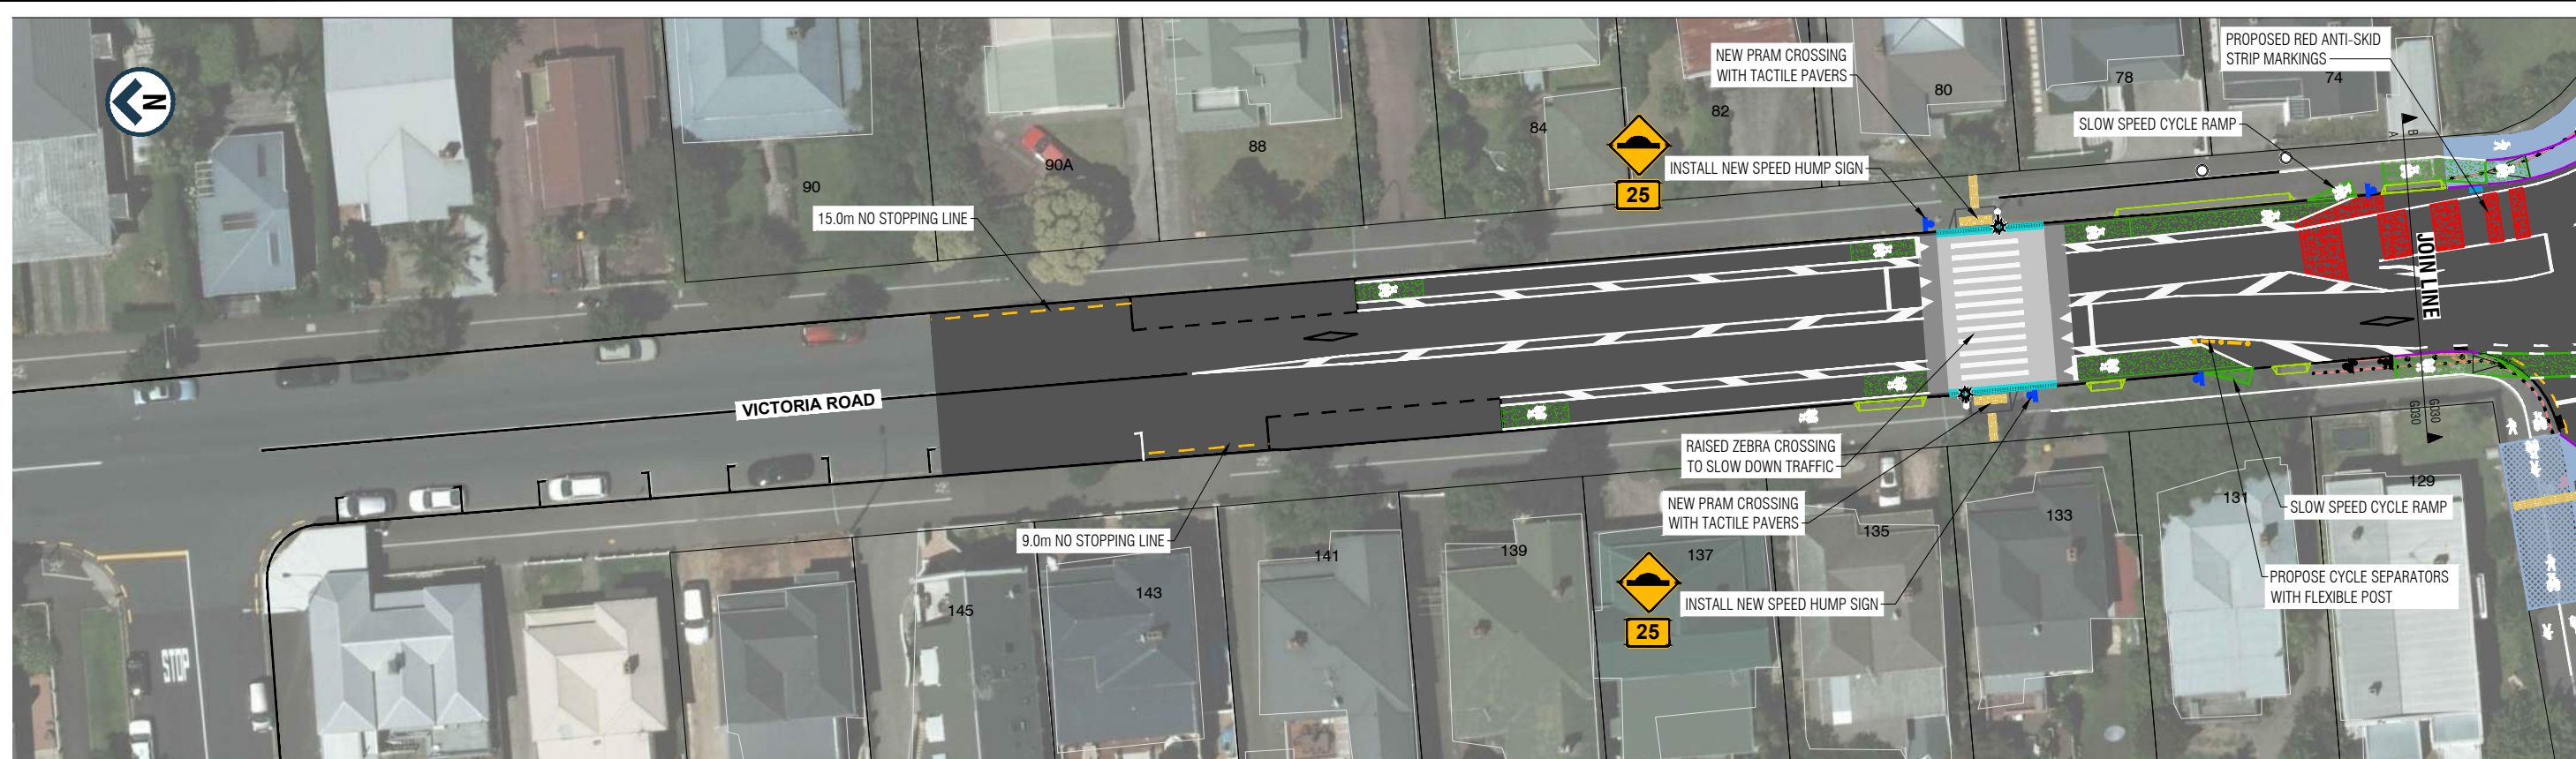 N
PROPOSED RED ANTI-SKID
STRIP MARKINGS
NEW PRAM CROSSING
WITH TACTILE PAVERS
78
74
80
82
SLOW SPEED CYCLE RAMP
84
88
90A
90
INSTALL NEW SPEED HUMP SIGN
25
B
A
15.0m NO STOPPING LINE
JOIN LINE
VICTORIA ROAD
G030
G030
RAISED ZEBRA CROSSING
TO SLOW DOWN TRAFFIC
NEW PRAM CROSSING
WITH TACTILE PAVERS
9.0m NO STOPPING LINE
129
131
SLOW SPEED CYCLE RAMP
133
135
137
139
141
143
145
PROPOSE CYCLE SEPARATORS
WITH FLEXIBLE POST
INSTALL NEW SPEED HUMP SIGN
25
STOP